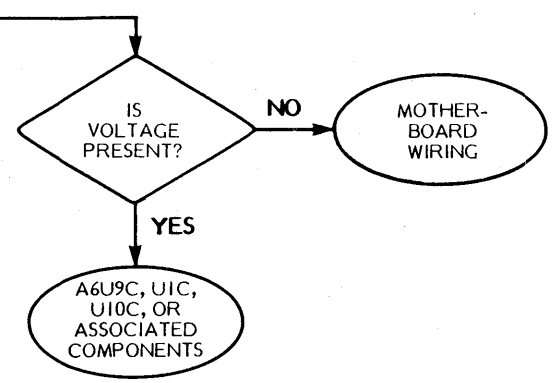 IS
VOLTAGE
PRESENT?
NO
MOTHER-
BOARD
WIRING
YES
A6U9C, U1C,
U10C, OR
ASSOCIATED
COMPONENTS